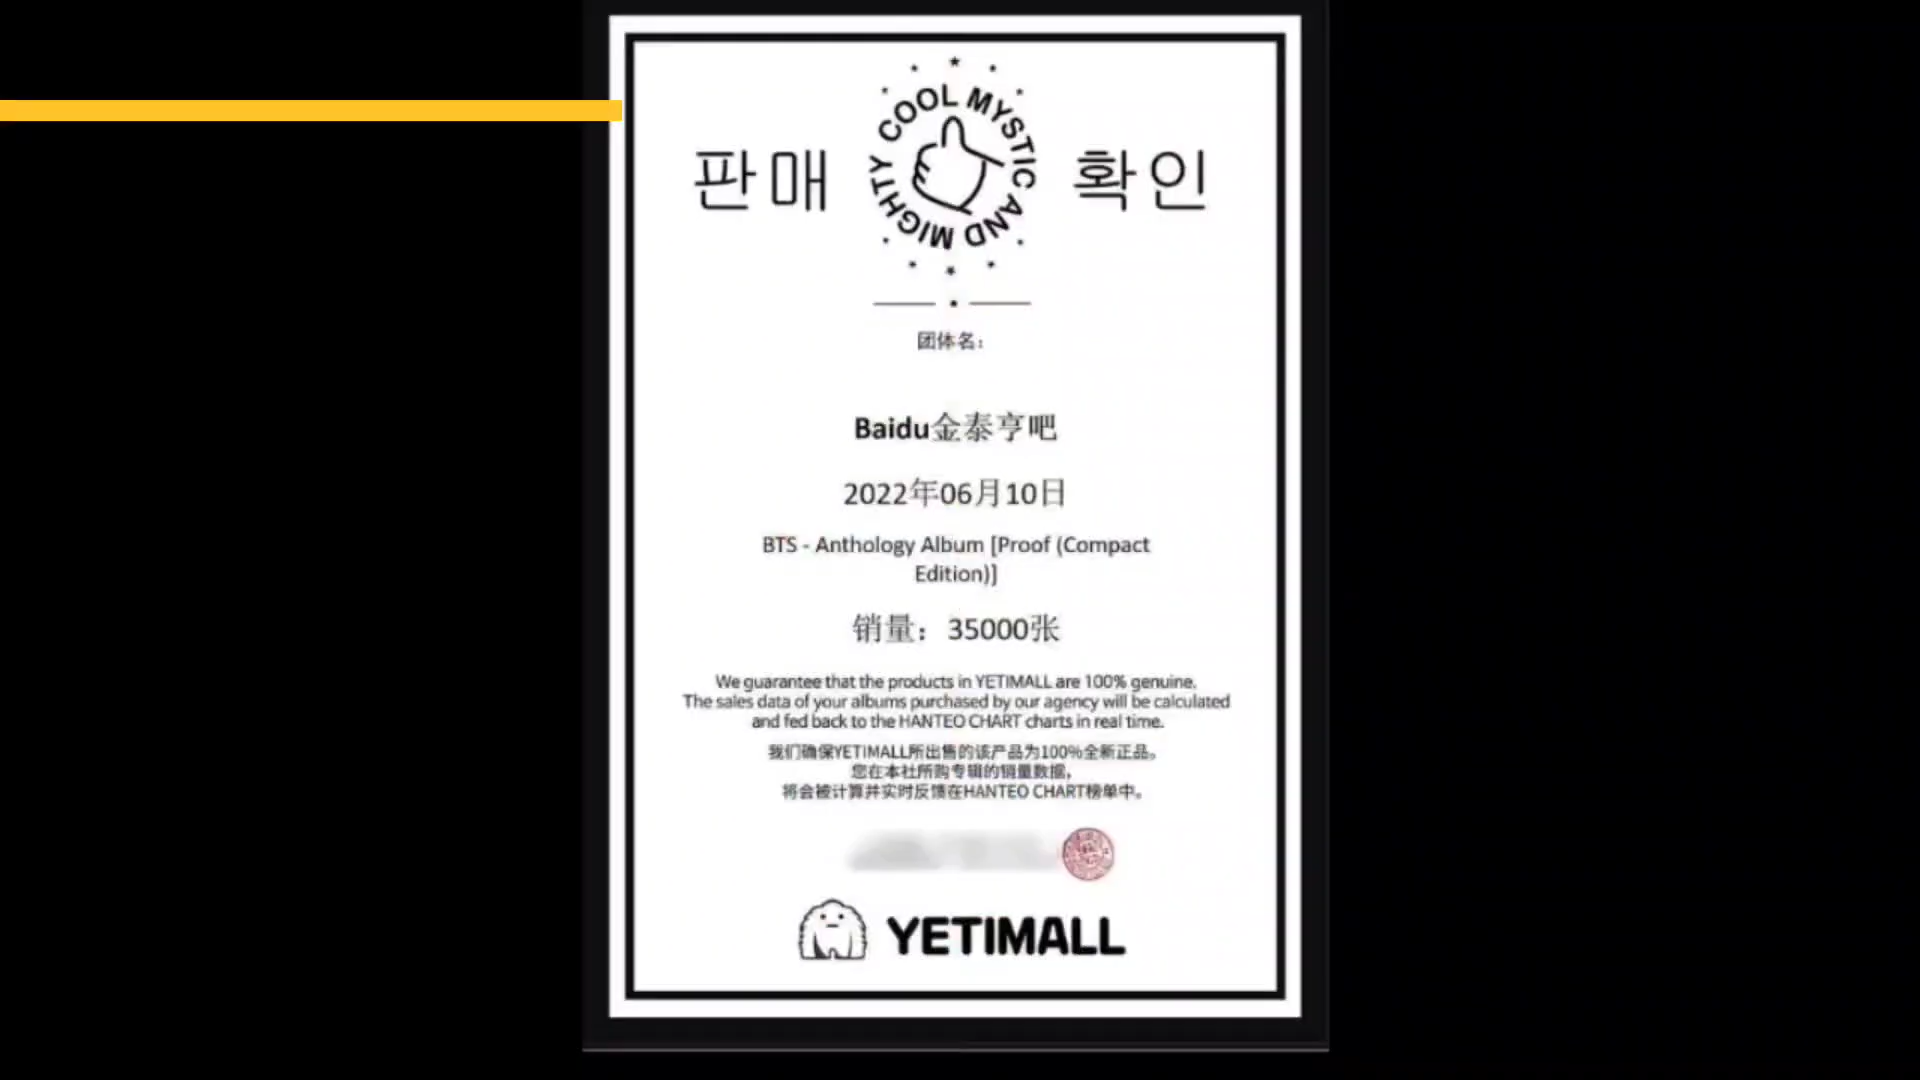 판매 확인
COOL MYSTIC AND MIGHTY
团体名：
Baidu金泰亨吧
2022年06月10日
BTS - Anthology Album [Proof (Compact
Edition)]
销量：35000张
We guarantee that the products in YETIMALL are 100% genuine.
The sales data of your albums purchased by our agency will be calculated
and fed back to the HANTEO CHART charts in real time.
我们确保YETIMALL所出售的该产品为100%全新正品。
您在本社所购专辑的销量数据，
将会被计算并实时反馈在HANTEO CHART榜单中。
YETIMALL